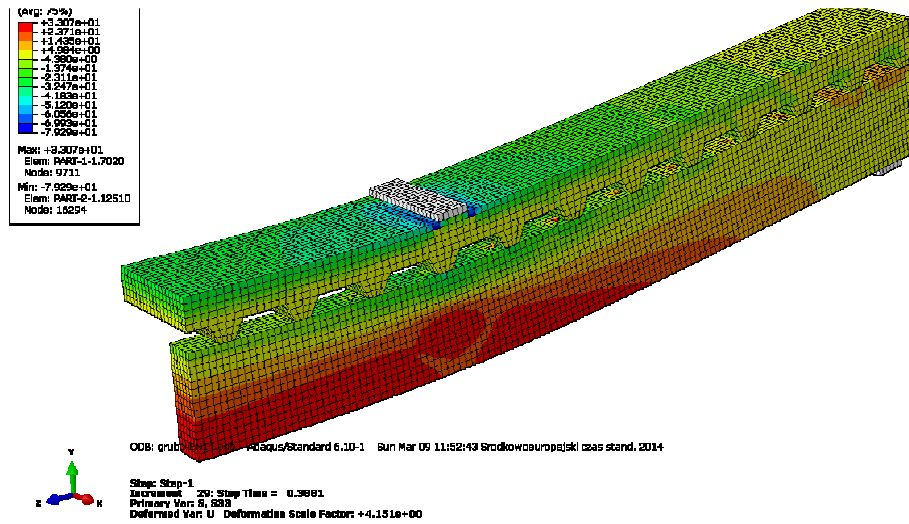 (Avg: 75%)
+3.307e+01
+2.371e+01
+1.435e+01
+4.984e+00
-4.380e+00
-1.374e+01
-2.311e+01
-3.247e+01
-4.183e+01
-5.120e+01
-6.056e+01
-6.993e+01
-7.929e+01
Max: +3.307e+01
Elem: PART-1-1.7020
Node: 9711
Min: -7.929e+01
Elem: PART-2-1.12510
Node: 16294
Y
Z
X
ODB: Abaqus/Standard 6.10-1 Sun Mar 09 11:52:43 Środkowoeuropejski czas stand. 2014
Step: Step-1
Increment 29: Step Time = 0.3881
Primary Var: S, S33
Deformed Var: U Deformation Scale Factor: +4.151e+00